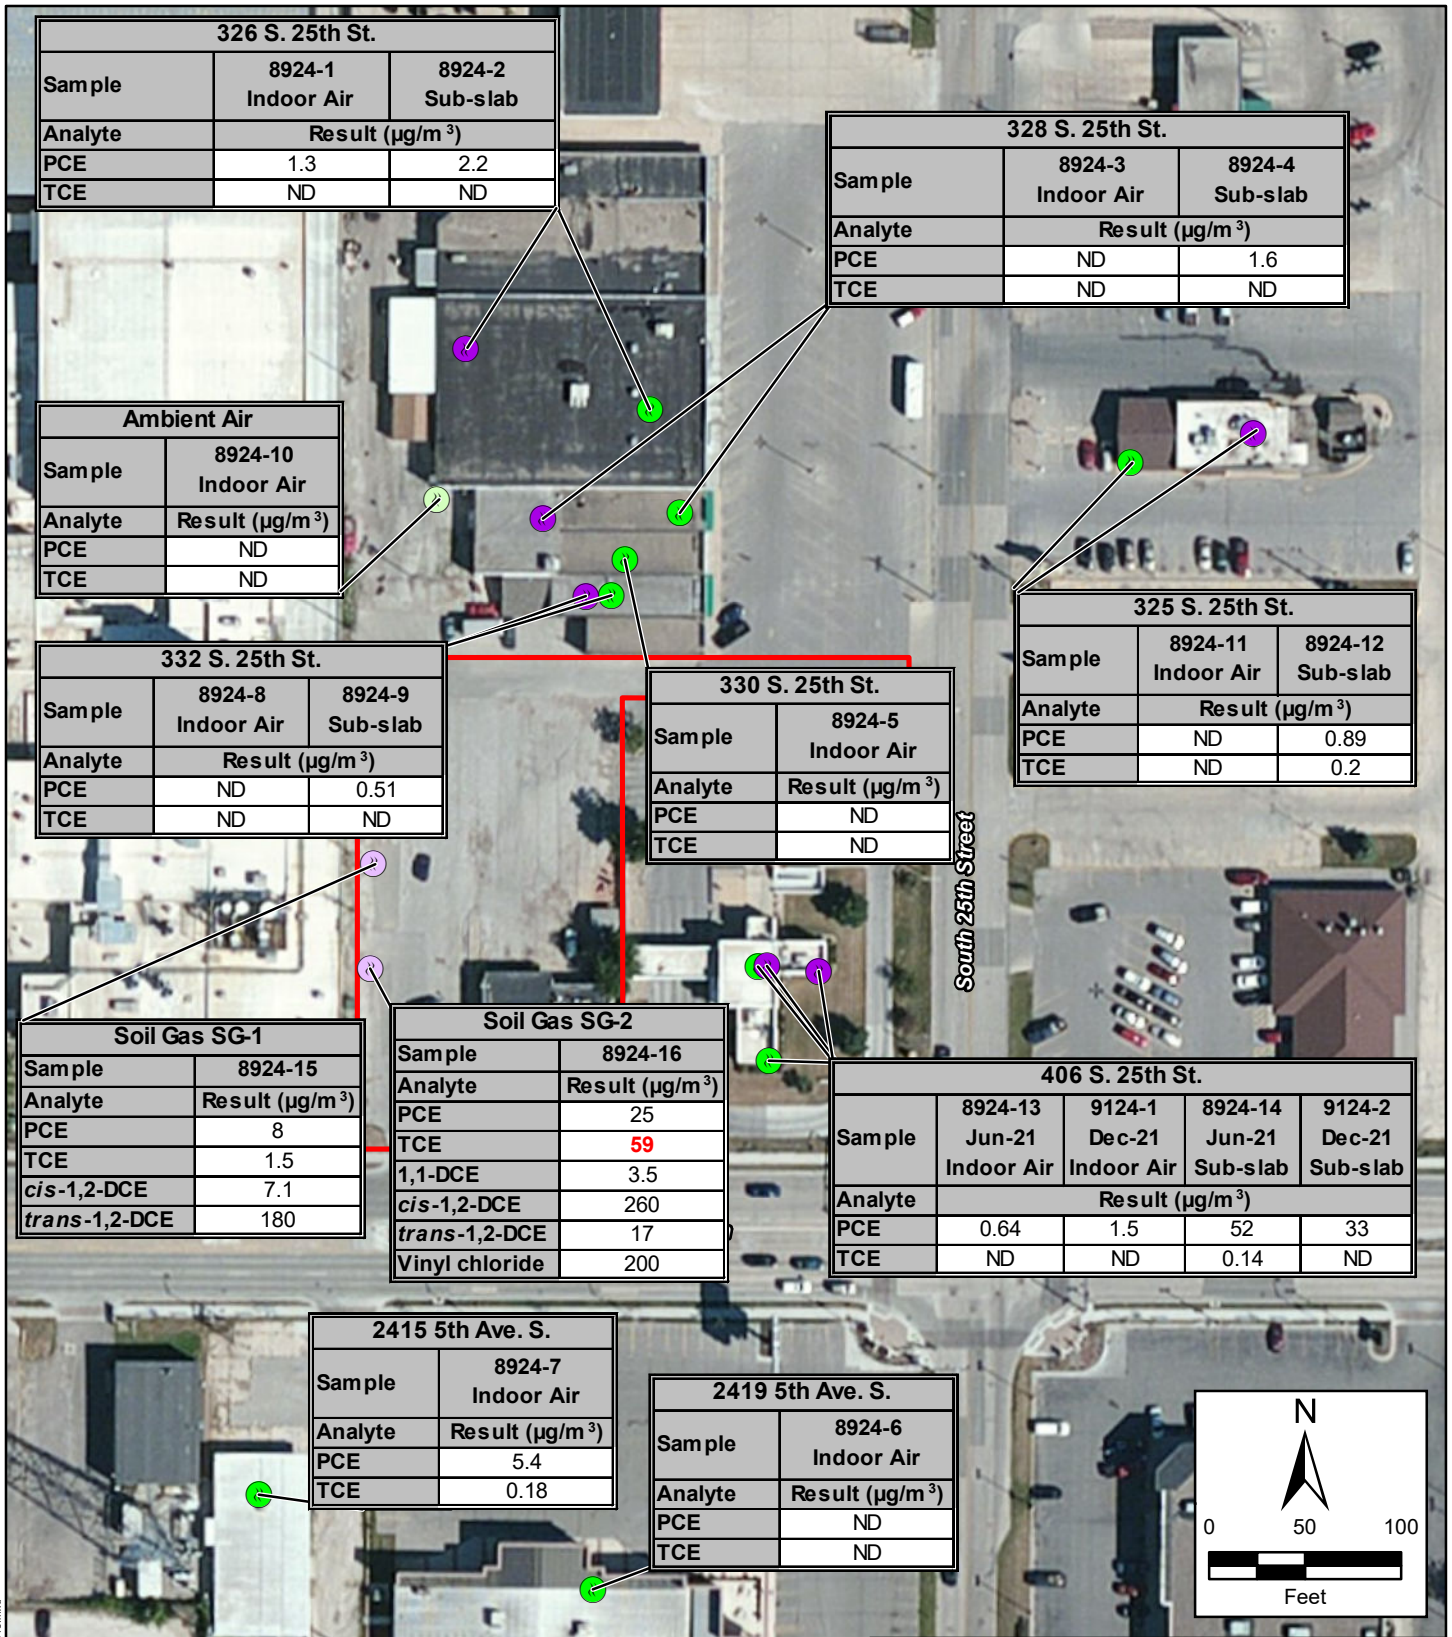 326 S. 25th St.
Sample 8924-1 Indoor Air 8924-2 Sub-slab
Analyte Result (µg/m³)
PCE 1.3 2.2
TCE ND ND
328 S. 25th St.
Sample 8924-3 Indoor Air 8924-4 Sub-slab
Analyte Result (µg/m³)
PCE ND 1.6
TCE ND ND
Ambient Air
Sample 8924-10 Indoor Air
Analyte Result (µg/m³)
PCE ND
TCE ND
325 S. 25th St.
Sample 8924-11 Indoor Air 8924-12 Sub-slab
Analyte Result (µg/m³)
PCE ND 0.89
TCE ND 0.2
332 S. 25th St.
Sample 8924-8 Indoor Air 8924-9 Sub-slab
Analyte Result (µg/m³)
PCE ND 0.51
TCE ND ND
330 S. 25th St.
Sample 8924-5 Indoor Air
Analyte Result (µg/m³)
PCE ND
TCE ND
South 25th Street
Soil Gas SG-1
Sample 8924-15
Analyte Result (µg/m³)
PCE 8
TCE 1.5
cis-1,2-DCE 7.1
trans-1,2-DCE 180
Soil Gas SG-2
Sample 8924-16
Analyte Result (µg/m³)
PCE 25
TCE 59
1,1-DCE 3.5
cis-1,2-DCE 260
trans-1,2-DCE 17
Vinyl chloride 200
406 S. 25th St.
Sample 8924-13 Jun-21 Indoor Air 9124-1 Dec-21 Indoor Air 8924-14 Jun-21 Sub-slab 9124-2 Dec-21 Sub-slab
Analyte Result (µg/m³)
PCE 0.64 1.5 52 33
TCE ND ND 0.14 ND
2415 5th Ave. S.
Sample 8924-7 Indoor Air
Analyte Result (µg/m³)
PCE 5.4
TCE 0.18
2419 5th Ave. S.
Sample 8924-6 Indoor Air
Analyte Result (µg/m³)
PCE ND
TCE ND
N
0 50 100
Feet